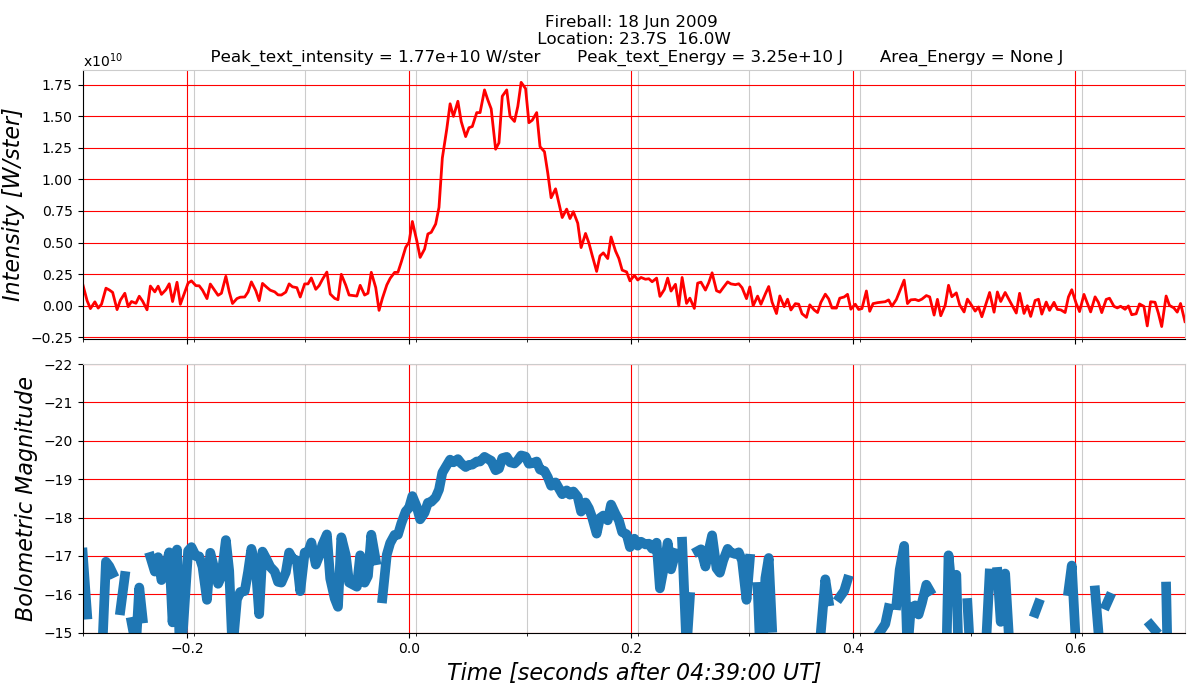 Fireball: 18 Jun 2009
Location: 23.7S 16.0W
Peak_text_intensity = 1.77e+10 W/ster Peak_text_Energy = 3.25e+10 J Area_Energy = None J
x10¹⁰
Intensity [W/ster]
1.75
1.50
1.25
1.00
0.75
0.50
0.25
0.00
−0.25
Bolometric Magnitude
−22
−21
−20
−19
−18
−17
−16
−15
−0.2 0.0 0.2 0.4 0.6
Time [seconds after 04:39:00 UT]